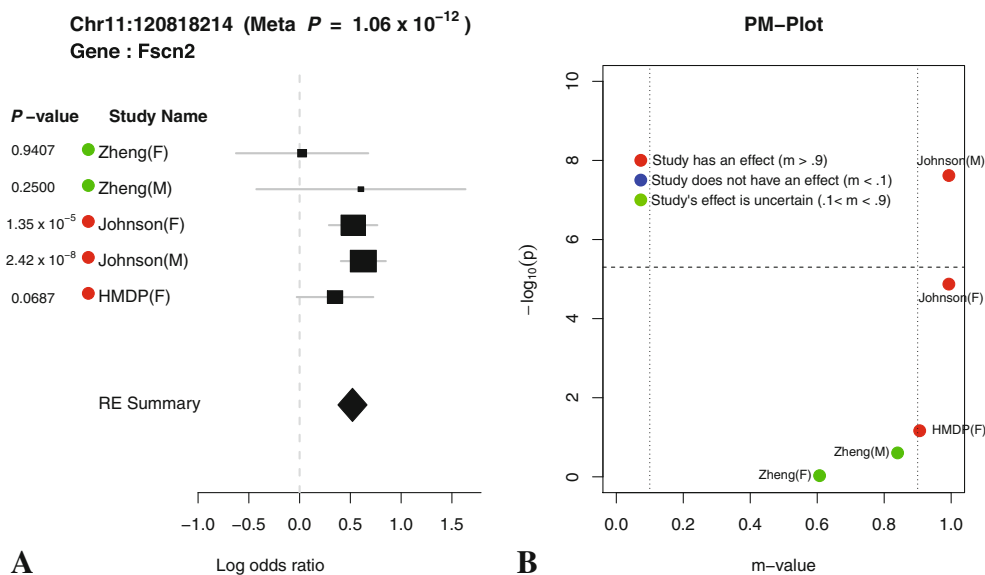 Chr11:120818214 (Meta P = 1.06 x 10⁻¹²)
Gene : Fscn2
P−value Study Name
0.9407 Zheng(F)
0.2500 Zheng(M)
1.35 x 10⁻⁵ Johnson(F)
2.42 x 10⁻⁸ Johnson(M)
0.0687 HMDP(F)
RE Summary
−1.0 −0.5 0.0 0.5 1.0 1.5
Log odds ratio
A
PM−Plot
10
8
6
4
2
0
−log₁₀(p)
Study has an effect (m > .9)
Study does not have an effect (m < .1)
Study's effect is uncertain (.1< m < .9)
Johnson(M)
Johnson(F)
HMDP(F)
Zheng(M)
Zheng(F)
0.0 0.2 0.4 0.6 0.8 1.0
m−value
B